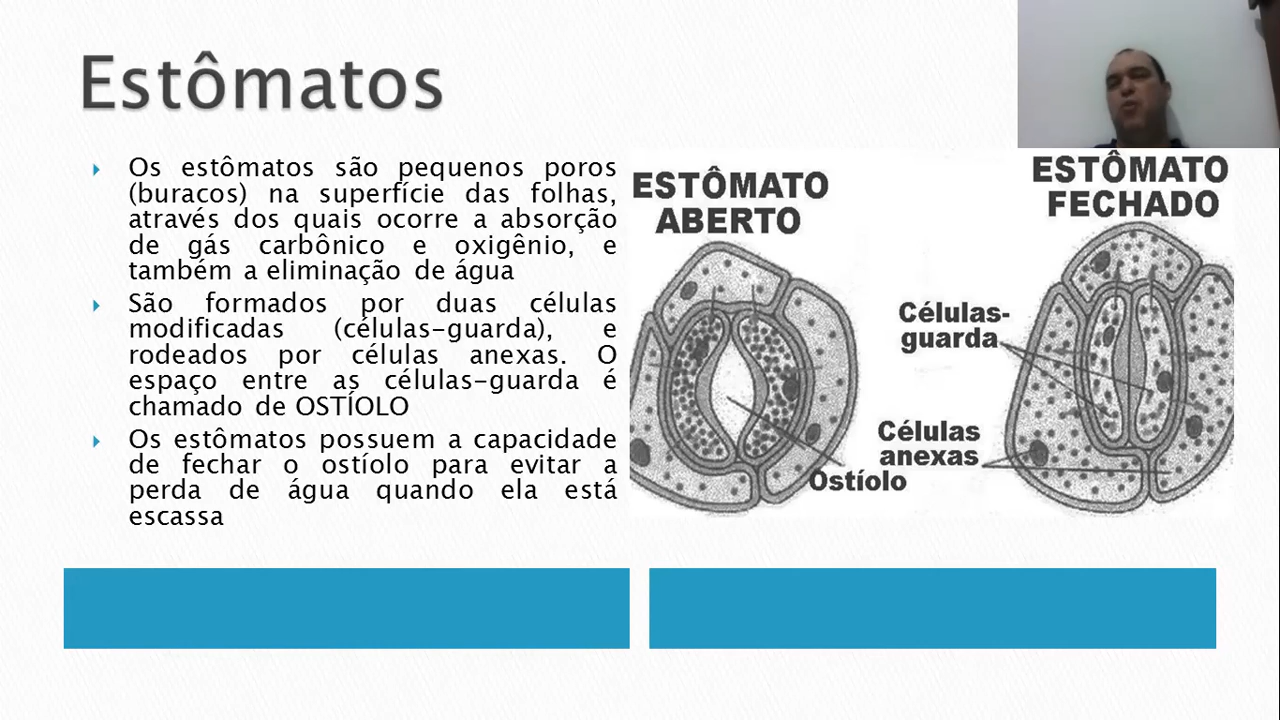 Estômatos
Os estômatos são pequenos poros
(buracos) na superfície das folhas,
através dos quais ocorre a absorção
de gás carbônico e oxigênio, e
também a eliminação de água
São formados por duas células
modificadas (células-guarda), e
rodeados por células anexas. O
espaço entre as células-guarda é
chamado de OSTÍOLO
Os estômatos possuem a capacidade
de fechar o ostíolo para evitar a
perda de água quando ela está
escassa
ESTÔMATO
ABERTO
ESTÔMATO
FECHADO
Células-
guarda
Células
anexas
Ostíolo